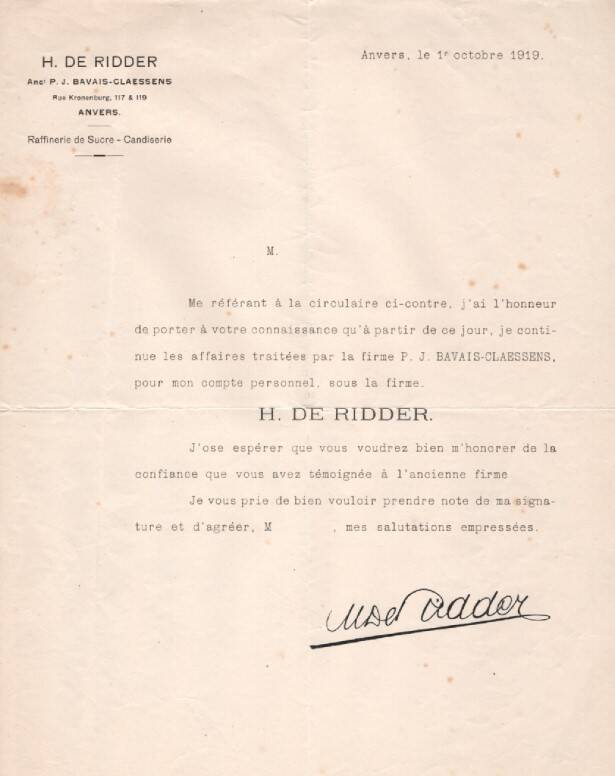 H. DE RIDDER
Ancᵗ P. J. BAVAIS-CLAESSENS
Rue Kronenburg, 117 & 119
ANVERS.
Raffinerie de Sucre - Candiserie
Anvers, le 1ᵉʳ octobre 1919.
M.
Me référant à la circulaire ci-contre, j'ai l'honneur
de porter à votre connaissance qu'à partir de ce jour, je conti-
nue les affaires traitées par la firme P. J. BAVAIS-CLAESSENS,
pour mon compte personnel, sous la firme.
H. DE RIDDER.
J'ose espérer que vous voudrez bien m'honorer de la
confiance que vous avez témoignée à l'ancienne firme
Je vous prie de bien vouloir prendre note de ma signa-
ture et d'agréer, M , mes salutations empressées.
HDe Ridder